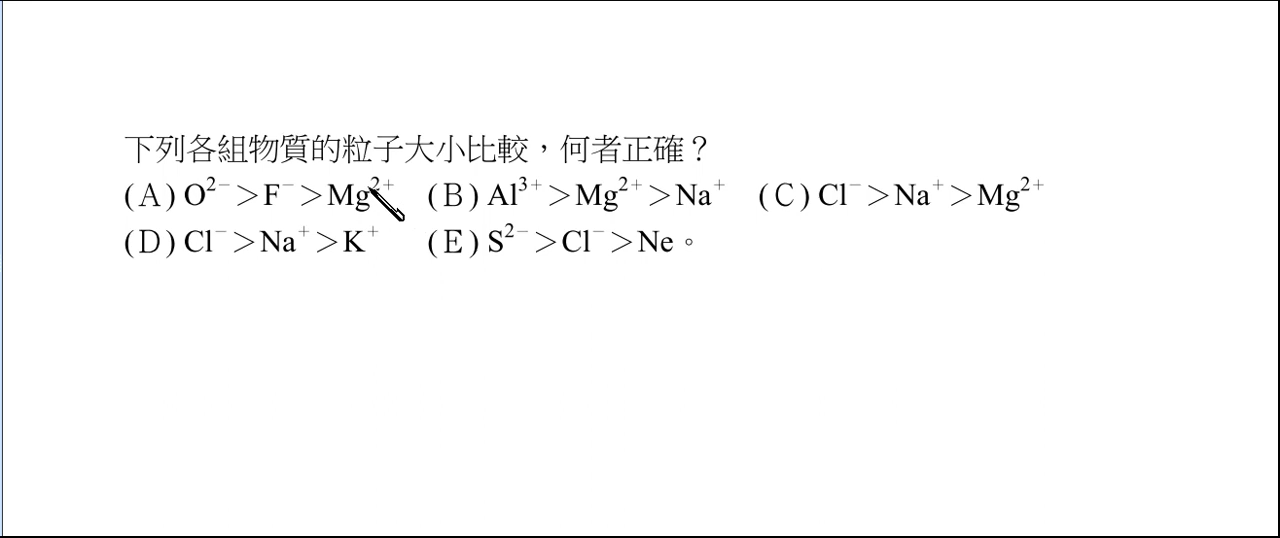 下列各組物質的粒子大小比較，何者正確？
(A) O²⁻＞F⁻＞Mg²⁺ (B) Al³⁺＞Mg²⁺＞Na⁺ (C) Cl⁻＞Na⁺＞Mg²⁺
(D) Cl⁻＞Na⁺＞K⁺ (E) S²⁻＞Cl⁻＞Ne。